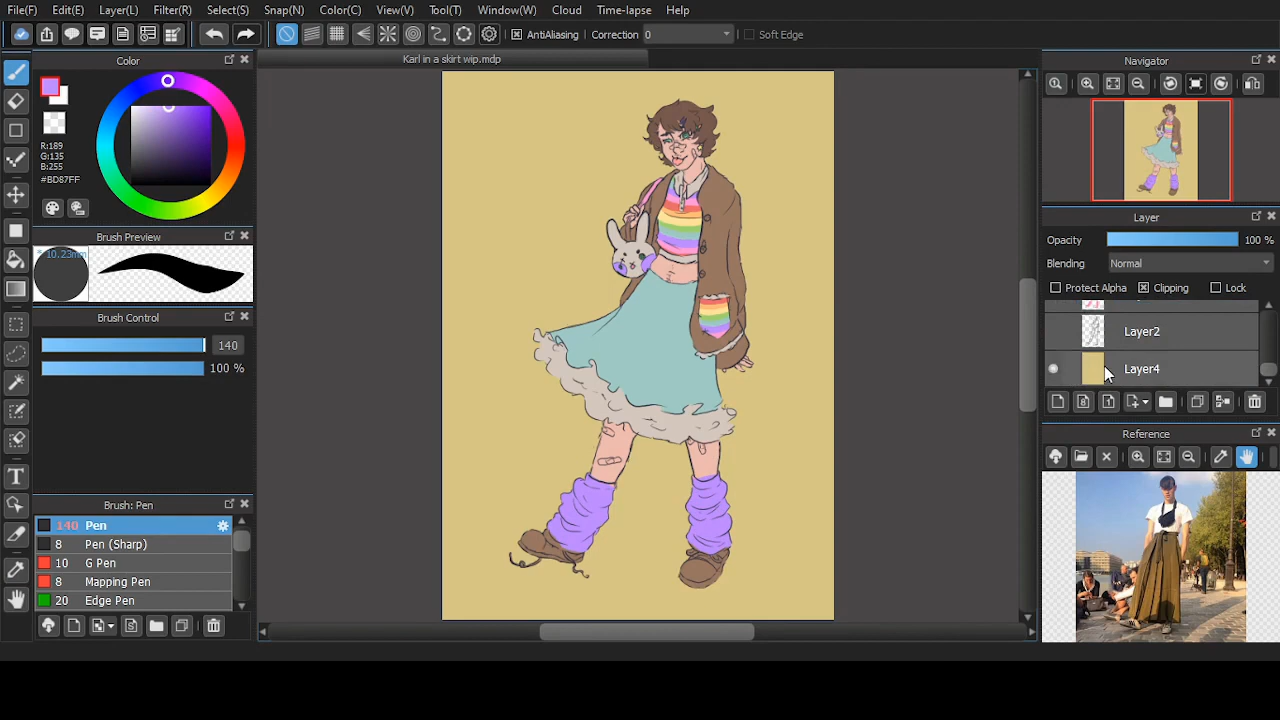 File(F) Edit(E) Layer(L) Filter(R) Select(S) Snap(N) Color(C) View(V) Tool(T) Window(W) Cloud Time-lapse Help
AntiAliasing Correction 0 Soft Edge
Color
Karl in a skirt wip.mdp
Navigator
R:189
G:135
B:255
#BD87FF
Layer
Brush Preview
* 10.23mm
Opacity 100 %
Blending Normal
Protect Alpha Clipping Lock
Brush Control
140
100 %
Layer2
Layer4
Reference
Brush: Pen
140 Pen
8 Pen (Sharp)
10 G Pen
8 Mapping Pen
20 Edge Pen